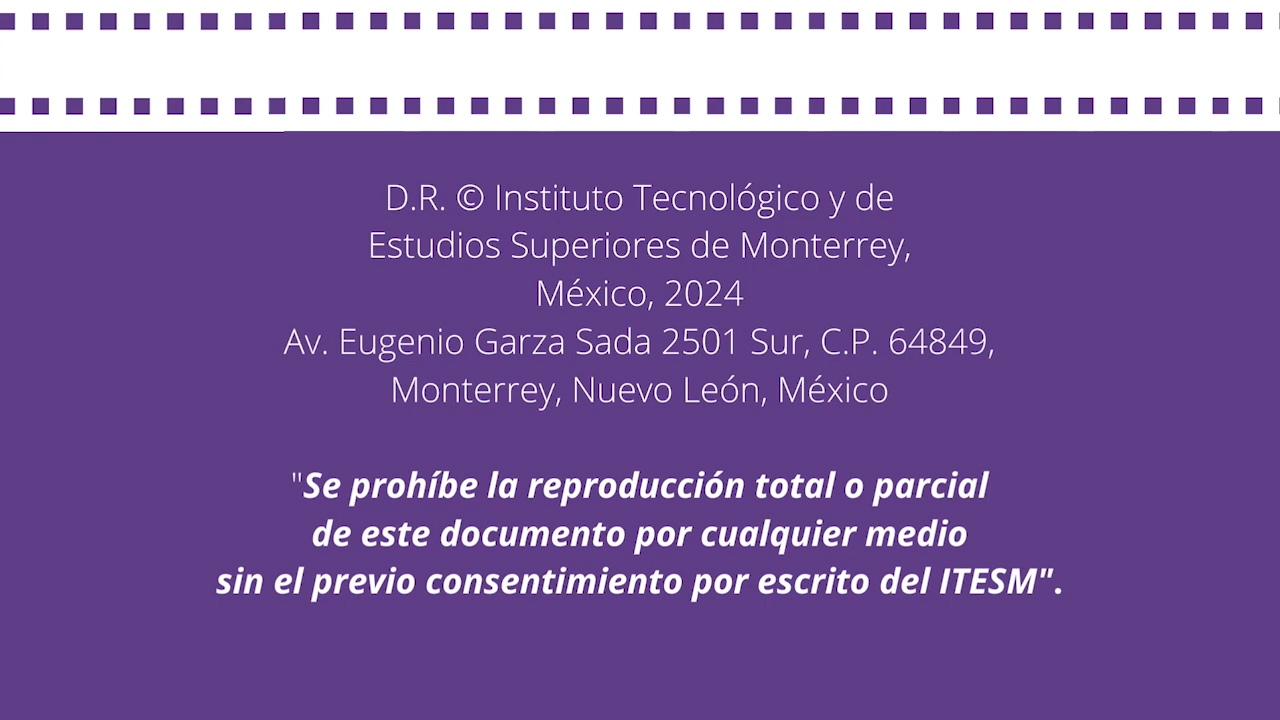 D.R. © Instituto Tecnológico y de
Estudios Superiores de Monterrey,
México, 2024
Av. Eugenio Garza Sada 2501 Sur, C.P. 64849,
Monterrey, Nuevo León, México
"Se prohíbe la reproducción total o parcial
de este documento por cualquier medio
sin el previo consentimiento por escrito del ITESM".